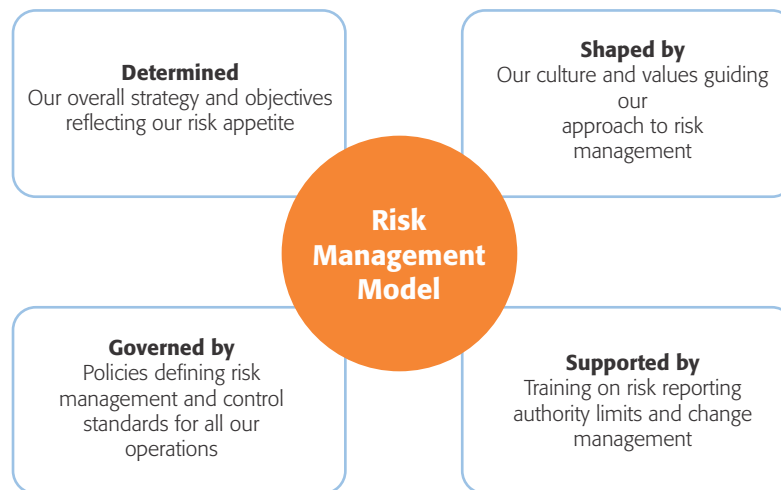 Determined
Our overall strategy and objectives
reflecting our risk appetite
Shaped by
Our culture and values guiding
our
approach to risk
management
Risk
Management
Model
Governed by
Policies defining risk
management and control
standards for all our
operations
Supported by
Training on risk reporting
authority limits and change
management